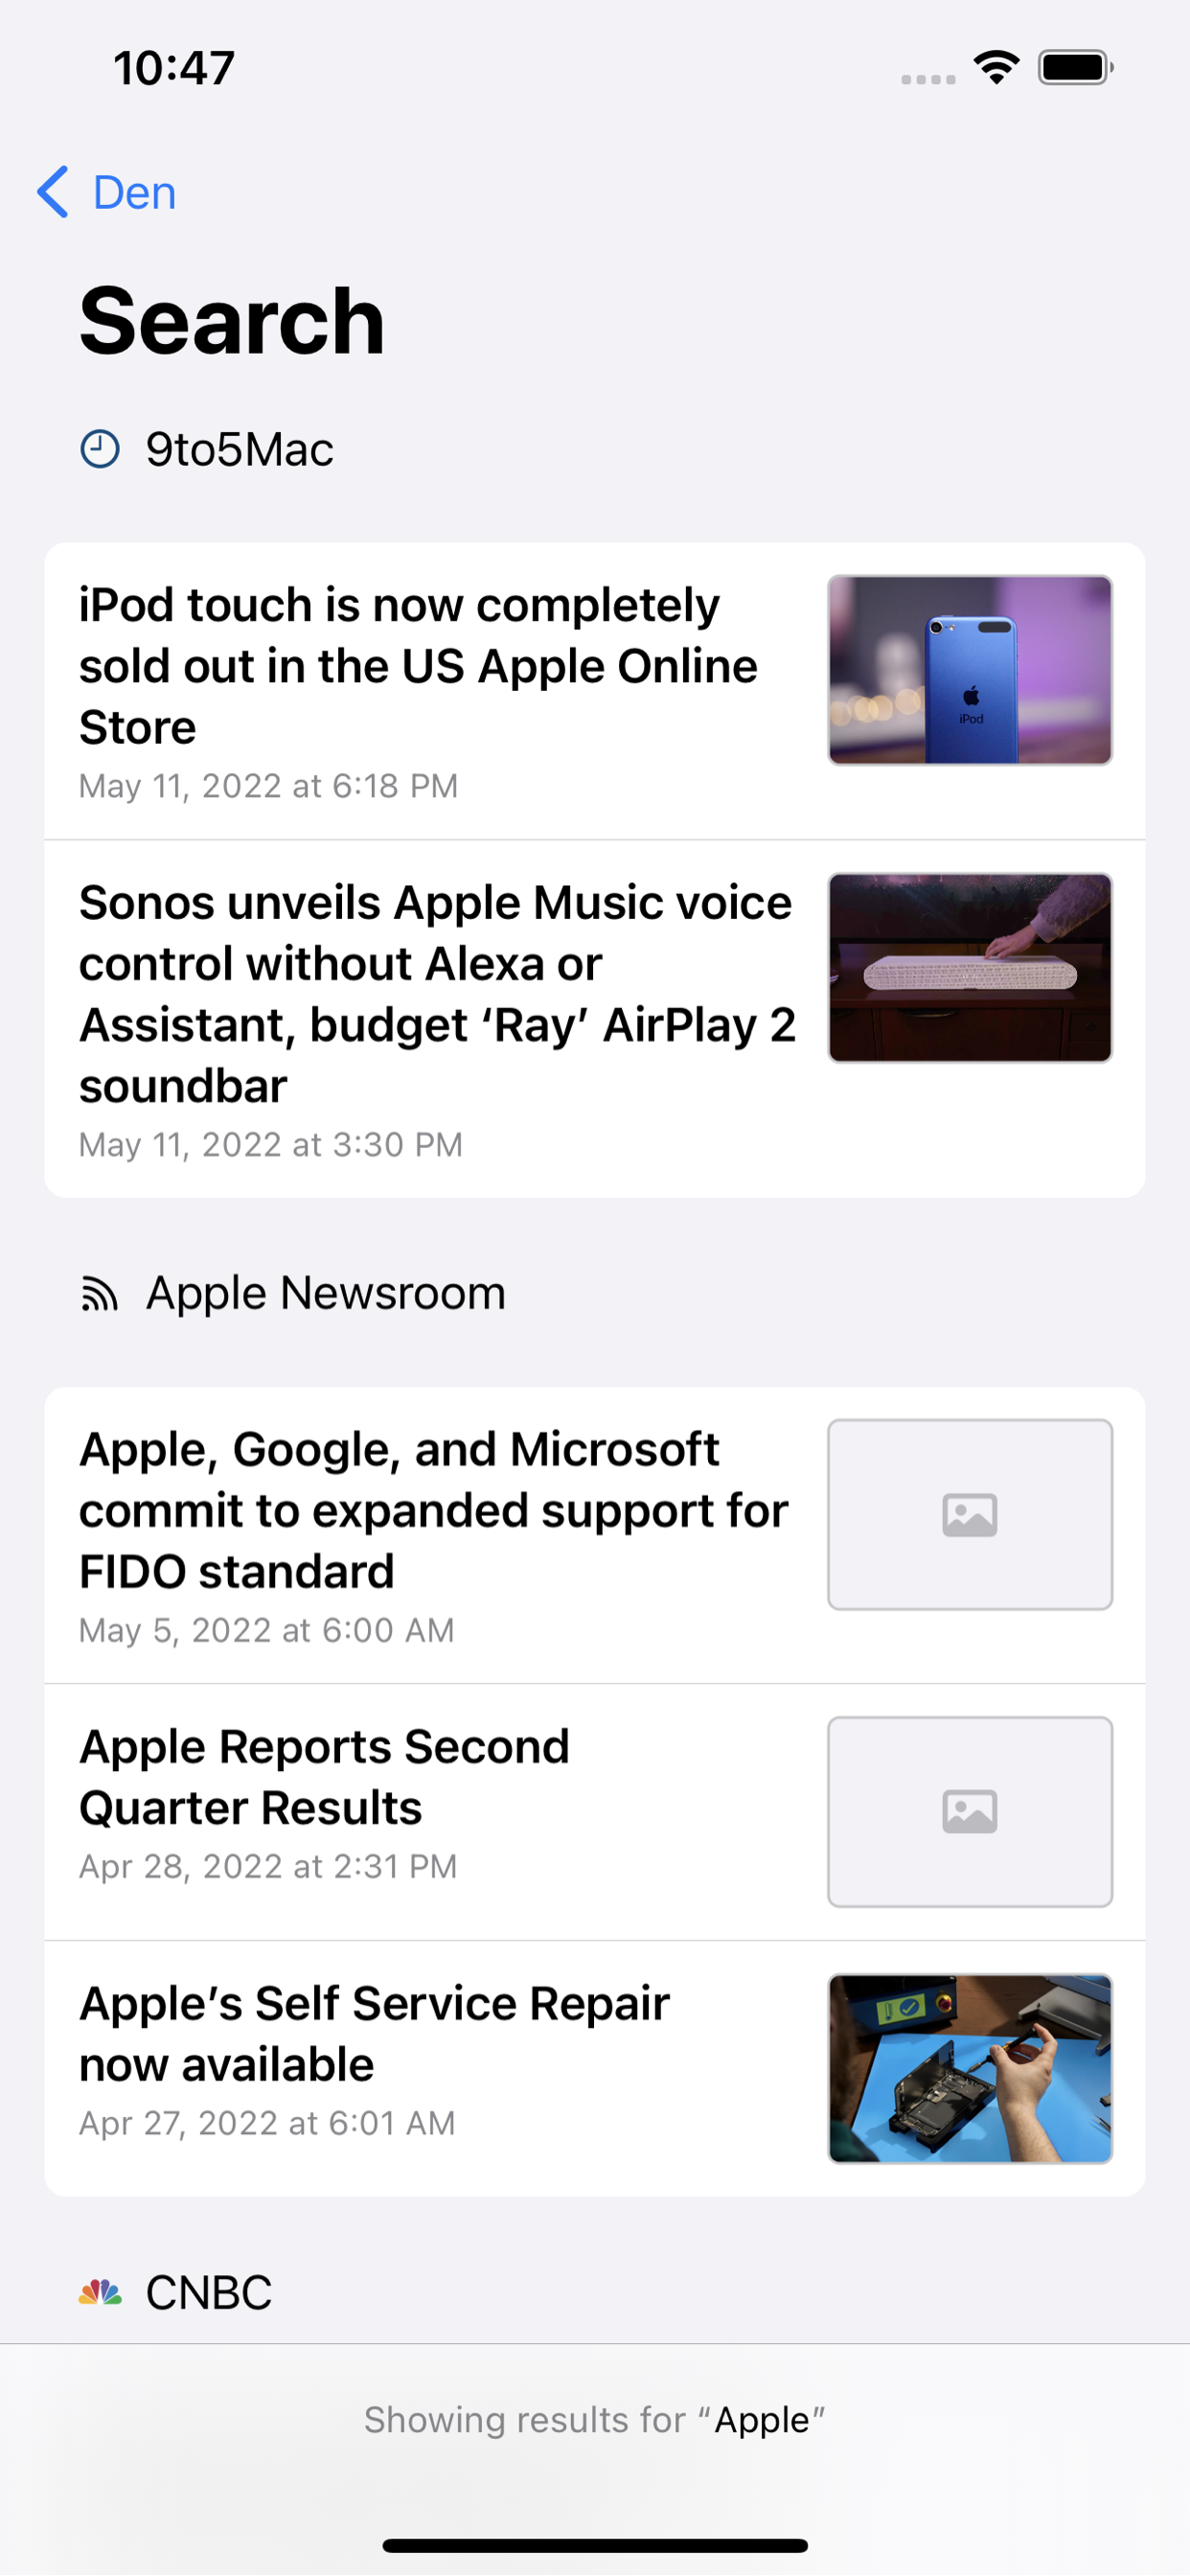 10:47
Den
Search
9to5Mac
iPod touch is now completely
sold out in the US Apple Online
Store
May 11, 2022 at 6:18 PM
iPod
Sonos unveils Apple Music voice
control without Alexa or
Assistant, budget ‘Ray’ AirPlay 2
soundbar
May 11, 2022 at 3:30 PM
Apple Newsroom
Apple, Google, and Microsoft
commit to expanded support for
FIDO standard
May 5, 2022 at 6:00 AM
Apple Reports Second
Quarter Results
Apr 28, 2022 at 2:31 PM
Apple’s Self Service Repair
now available
Apr 27, 2022 at 6:01 AM
CNBC
Showing results for “Apple”